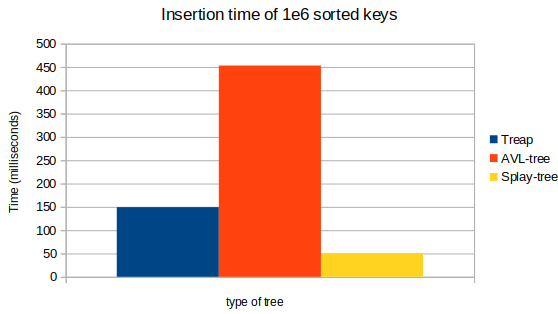 Insertion time of 1e6 sorted keys
500
450
400
350
300
250
200
150
100
50
0
Time (milliseconds)
type of tree
Treap
AVL-tree
Splay-tree